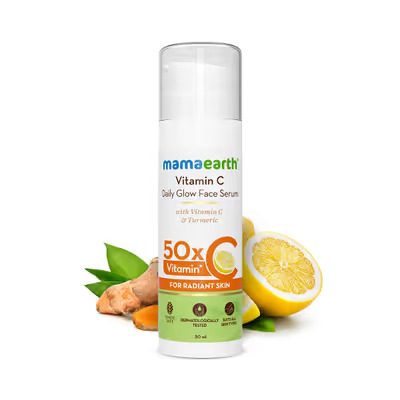 mamaearth
Vitamin C
Daily Glow Face Serum
with Vitamin C
& Turmeric
50x C
Vitamin*
FOR RADIANT SKIN
DERMATOLOGICALLY
TESTED
30 ml